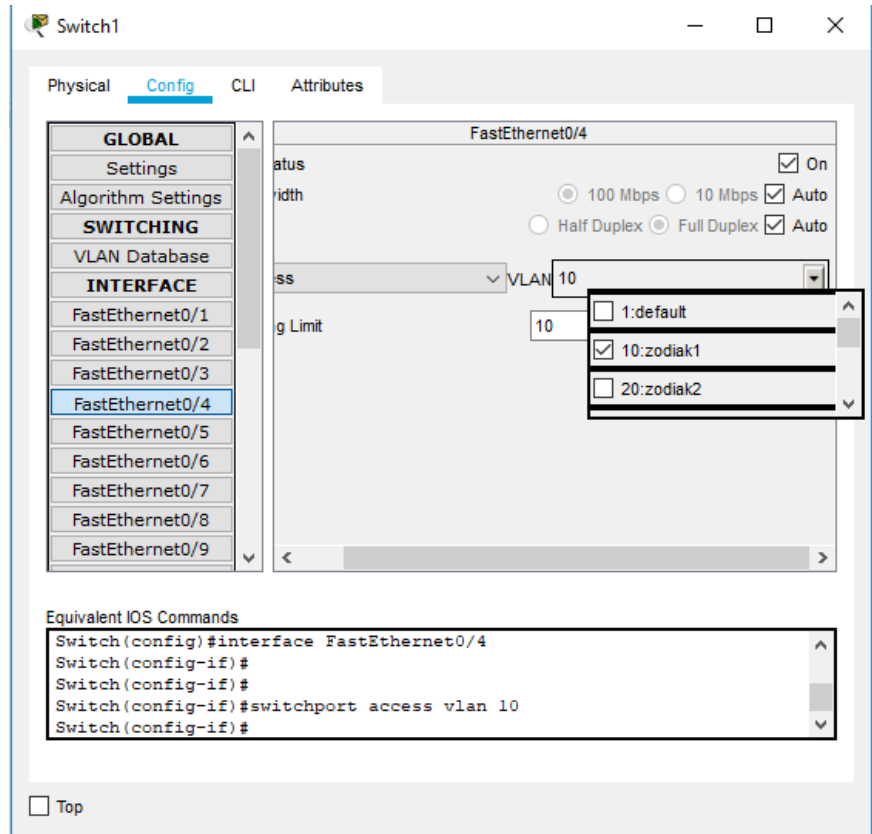 Switch1
Physical Config CLI Attributes
GLOBAL
Settings
Algorithm Settings
SWITCHING
VLAN Database
INTERFACE
FastEthernet0/1
FastEthernet0/2
FastEthernet0/3
FastEthernet0/4
FastEthernet0/5
FastEthernet0/6
FastEthernet0/7
FastEthernet0/8
FastEthernet0/9
FastEthernet0/4
atus On
idth 100 Mbps 10 Mbps Auto
Half Duplex Full Duplex Auto
ss VLAN 10
g Limit 10
1:default
10:zodiak1
20:zodiak2
Equivalent IOS Commands
Switch(config)#interface FastEthernet0/4
Switch(config-if)#
Switch(config-if)#
Switch(config-if)#switchport access vlan 10
Switch(config-if)#
Top